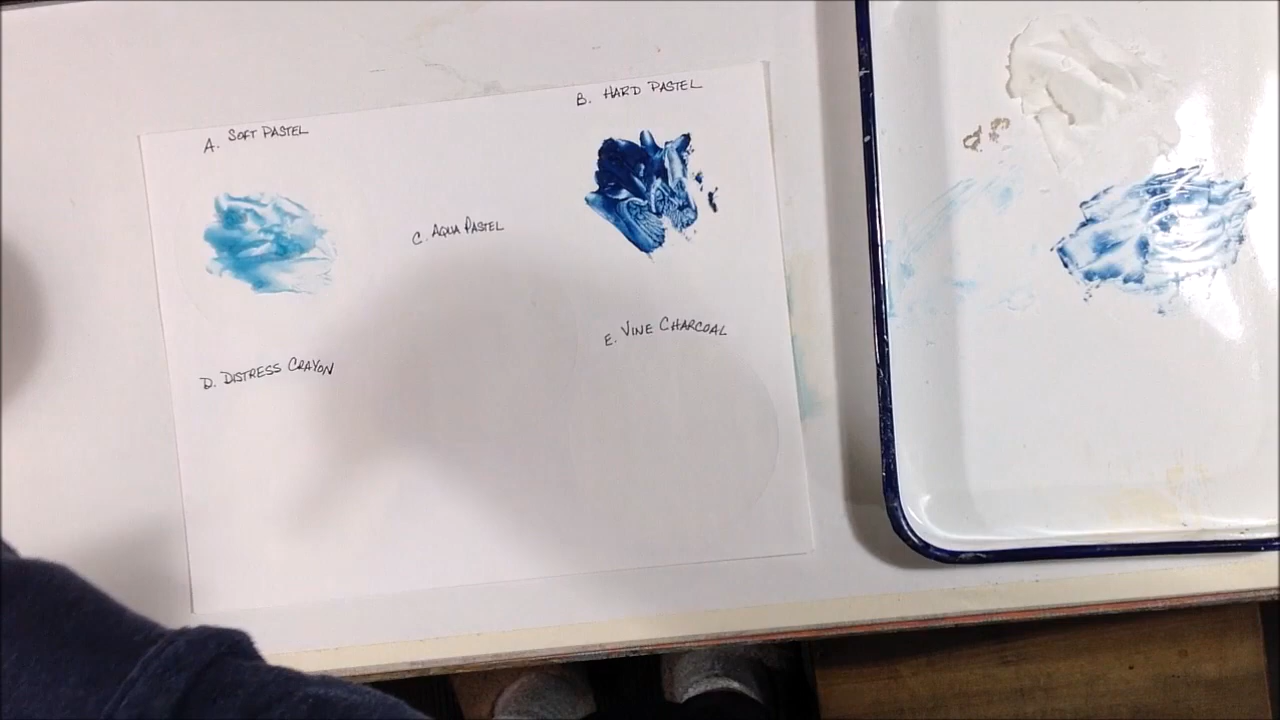 A. SOFT PASTEL
B. HARD PASTEL
C. AQUA PASTEL
D. DISTRESS CRAYON
E. VINE CHARCOAL